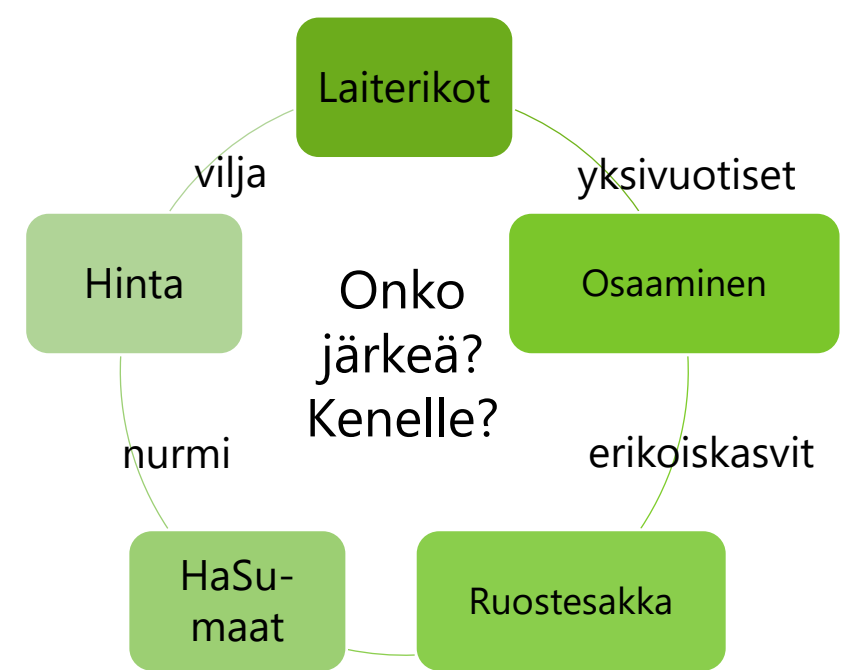 Laiterikot
vilja
yksivuotiset
Hinta
Osaaminen
Onko
järkeä?
Kenelle?
nurmi
erikoiskasvit
HaSu-
maat
Ruostesakka